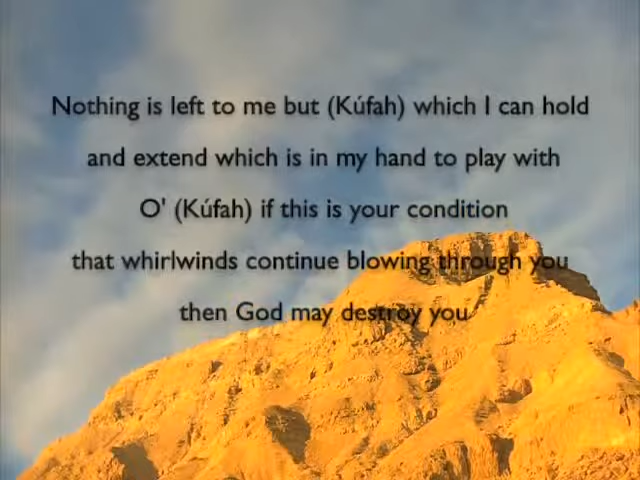 Nothing is left to me but (Kúfah) which I can hold
and extend which is in my hand to play with
O' (Kúfah) if this is your condition
that whirlwinds continue blowing through you
then God may destroy you